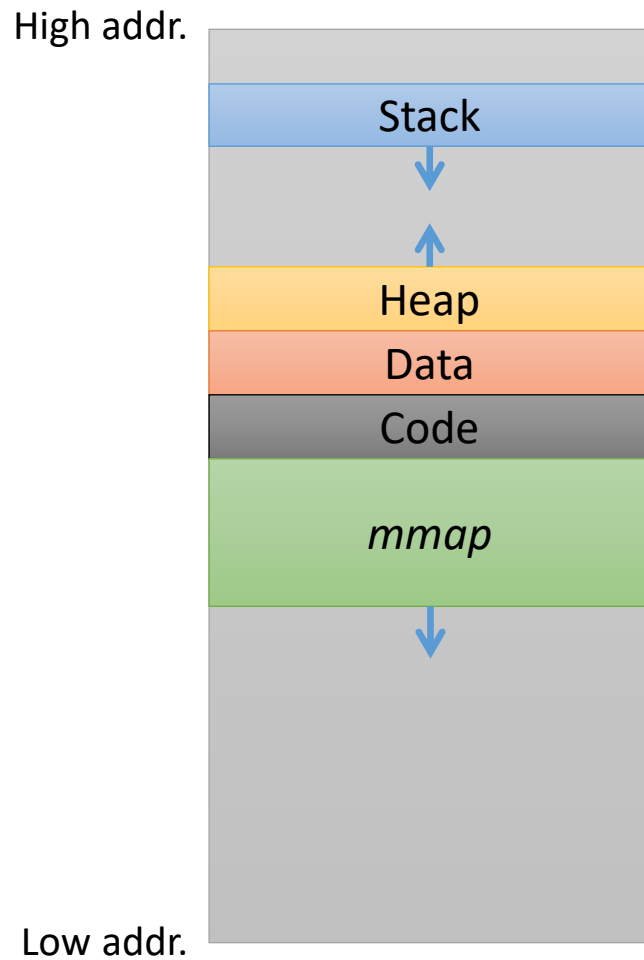 High addr.
Stack
Heap
Data
Code
mmap
Low addr.